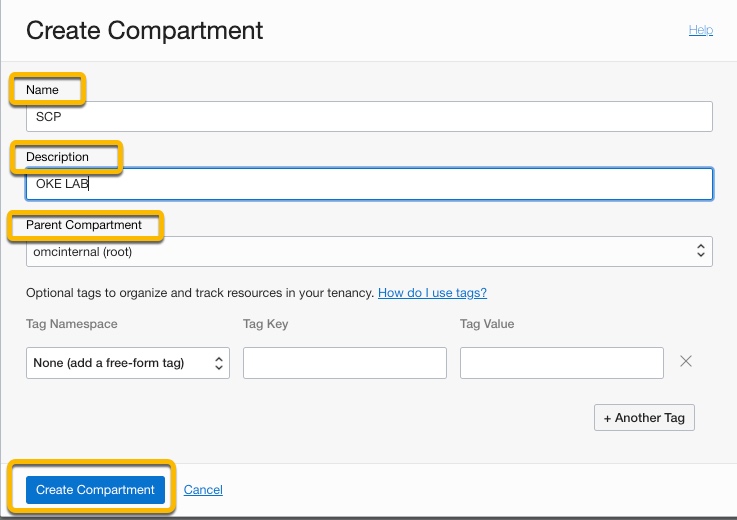 Create Compartment
Help
Name
SCP
Description
OKE LAB
Parent Compartment
omcinternal (root)
Optional tags to organize and track resources in your tenancy. How do I use tags?
Tag Namespace Tag Key Tag Value
None (add a free-form tag)
+ Another Tag
Create Compartment Cancel